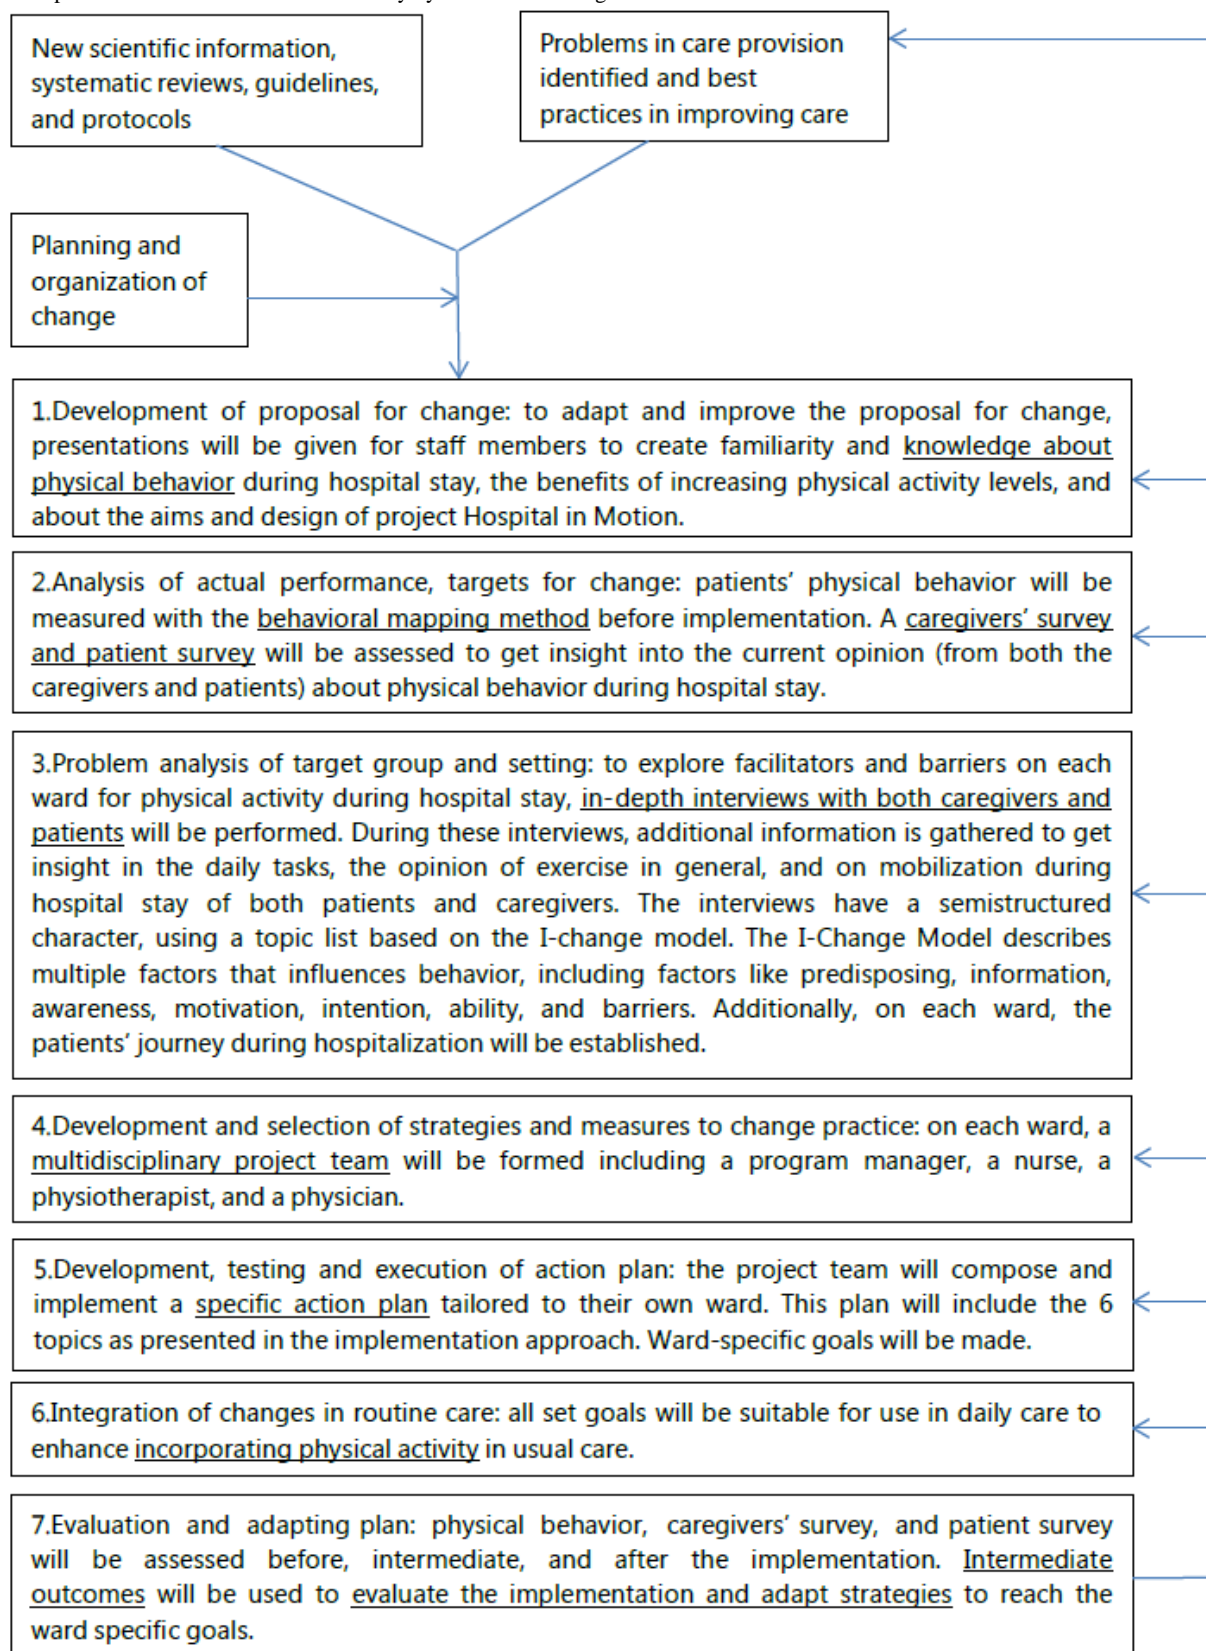 New scientific information,
systematic reviews, guidelines,
and protocols
Problems in care provision
identified and best
practices in improving care
Planning and
organization of
change
1.Development of proposal for change: to adapt and improve the proposal for change,
presentations will be given for staff members to create familiarity and knowledge about
physical behavior during hospital stay, the benefits of increasing physical activity levels, and
about the aims and design of project Hospital in Motion.
2.Analysis of actual performance, targets for change: patients’ physical behavior will be
measured with the behavioral mapping method before implementation. A caregivers’ survey
and patient survey will be assessed to get insight into the current opinion (from both the
caregivers and patients) about physical behavior during hospital stay.
3.Problem analysis of target group and setting: to explore facilitators and barriers on each
ward for physical activity during hospital stay, in-depth interviews with both caregivers and
patients will be performed. During these interviews, additional information is gathered to get
insight in the daily tasks, the opinion of exercise in general, and on mobilization during
hospital stay of both patients and caregivers. The interviews have a semistructured
character, using a topic list based on the I-change model. The I-Change Model describes
multiple factors that influences behavior, including factors like predisposing, information,
awareness, motivation, intention, ability, and barriers. Additionally, on each ward, the
patients’ journey during hospitalization will be established.
4.Development and selection of strategies and measures to change practice: on each ward, a
multidisciplinary project team will be formed including a program manager, a nurse, a
physiotherapist, and a physician.
5.Development, testing and execution of action plan: the project team will compose and
implement a specific action plan tailored to their own ward. This plan will include the 6
topics as presented in the implementation approach. Ward-specific goals will be made.
6.Integration of changes in routine care: all set goals will be suitable for use in daily care to
enhance incorporating physical activity in usual care.
7.Evaluation and adapting plan: physical behavior, caregivers’ survey, and patient survey
will be assessed before, intermediate, and after the implementation. Intermediate
outcomes will be used to evaluate the implementation and adapt strategies to reach the
ward specific goals.